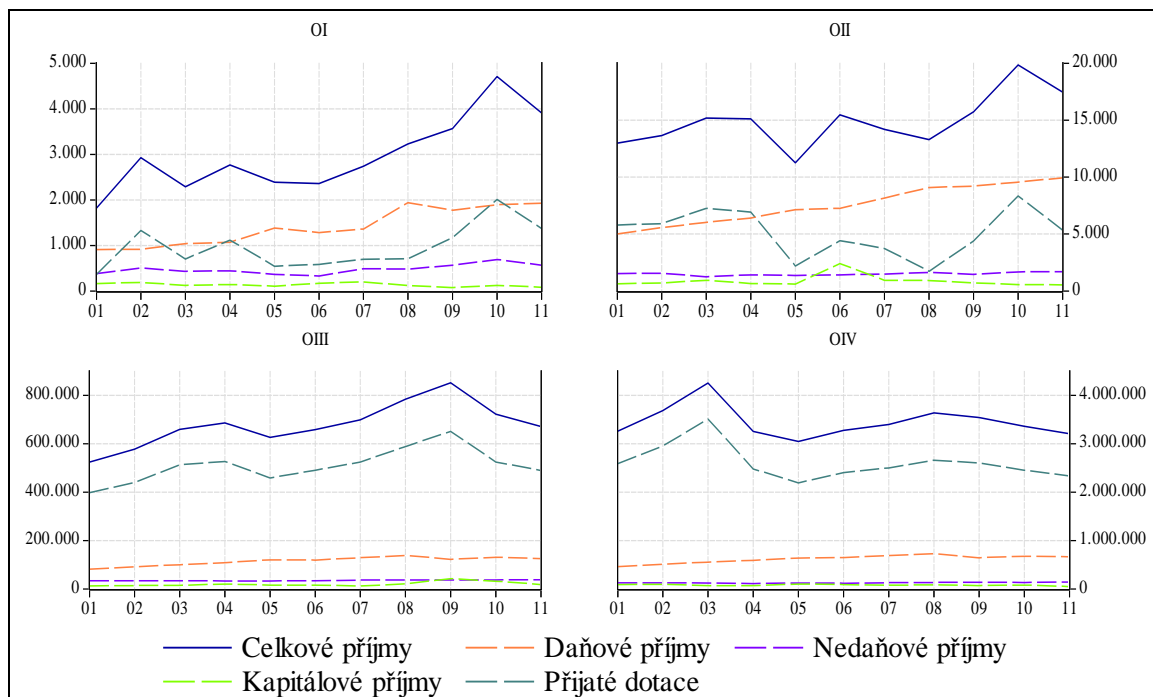 OI
OII
5.000
4.000
3.000
2.000
1.000
0
20.000
15.000
10.000
5.000
0
01 02 03 04 05 06 07 08 09 10 11
01 02 03 04 05 06 07 08 09 10 11
OIII
OIV
800.000
600.000
400.000
200.000
0
4.000.000
3.000.000
2.000.000
1.000.000
0
01 02 03 04 05 06 07 08 09 10 11
01 02 03 04 05 06 07 08 09 10 11
Celkové příjmy Daňové příjmy Nedaňové příjmy
Kapitálové příjmy Přijaté dotace